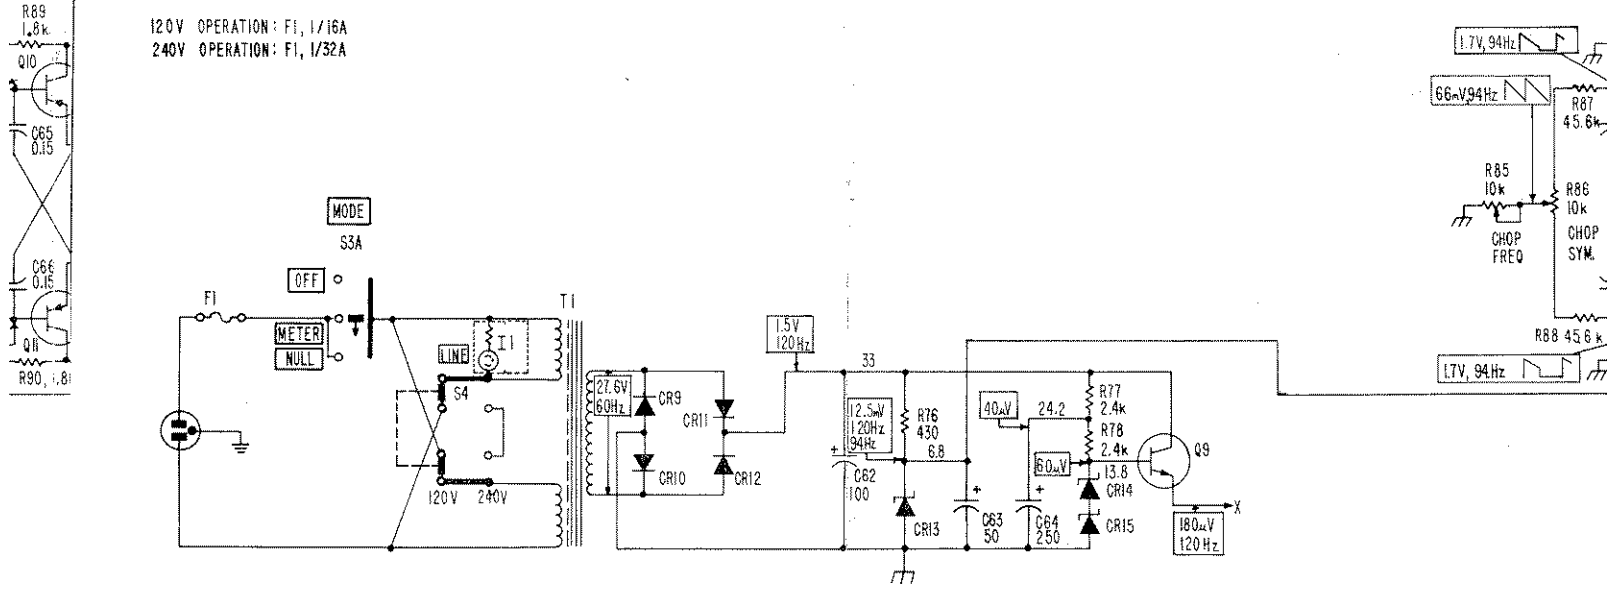 R89
1.8k
Q10
C65
0.15
C66
0.15
Q11
R90, 1.8
120V OPERATION: F1, 1/16A
240V OPERATION: F1, 1/32A
MODE
S3A
OFF
METER
NULL
F1
LINE
I1
T1
S4
120V
240V
27.6V
60Hz
CR9
CR10
CR11
CR12
1.5V
120Hz
33
12.5mV
120Hz
94Hz
C62
100
R76
430
6.8
CR13
C63
50
40μV
24.2
60μV
C64
250
R77
2.4k
R78
2.4k
13.8
CR14
CR15
Q9
X
180μV
120Hz
1.7V, 94Hz
66mV, 94Hz
R87
45.6k
R85
10k
CHOP
FREQ
R86
10k
CHOP
SYM.
R88 45.6k
1.7V, 94Hz